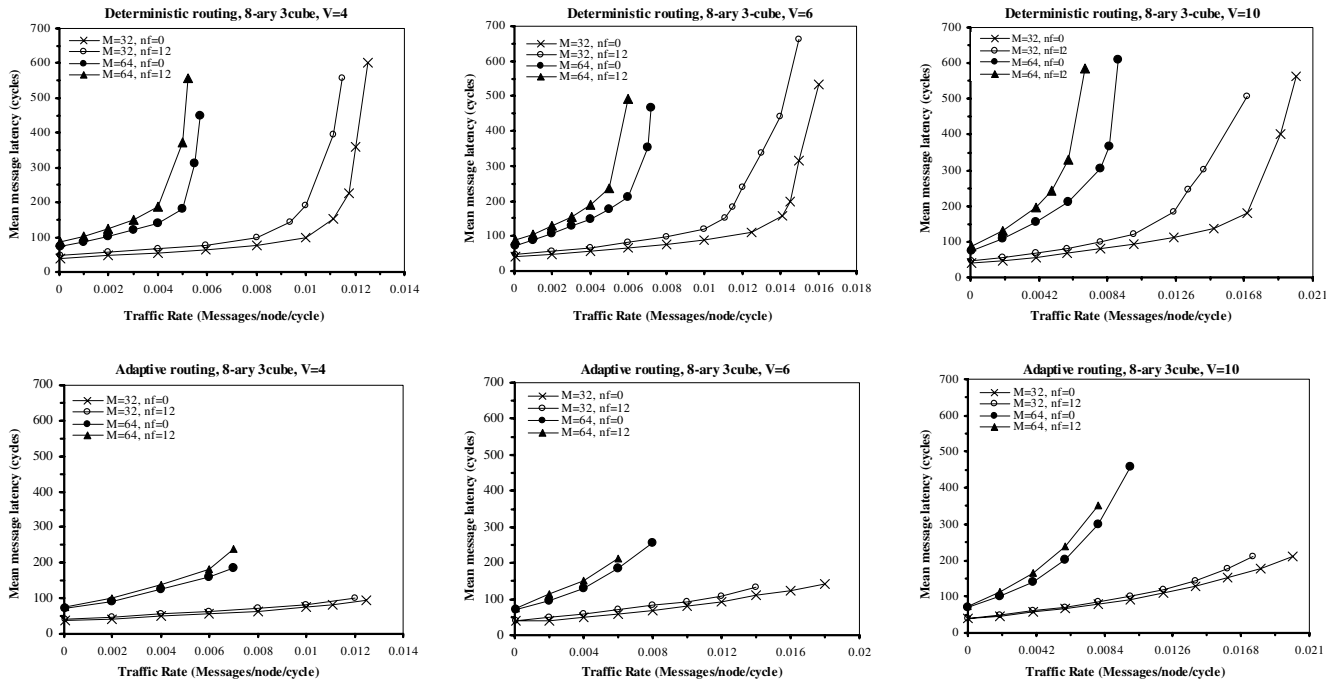 Deterministic routing, 8-ary 3cube, V=4
700
600
500
400
300
200
100
0
Mean message latency (cycles)
M=32, nf=0
M=32, nf=12
M=64, nf=0
M=64, nf=12
0 0.002 0.004 0.006 0.008 0.01 0.012 0.014
Traffic Rate (Messages/node/cycle)
Deterministic routing, 8-ary 3-cube, V=6
700
600
500
400
300
200
100
0
Mean message latency (cycles)
M=32, nf=0
M=32, nf=12
M=64, nf=0
M=64, nf=12
0 0.002 0.004 0.006 0.008 0.01 0.012 0.014 0.016 0.018
Traffic Rate (Messages/node/cycle)
Deterministic routing, 8-ary 3-cube, V=10
700
600
500
400
300
200
100
0
Mean message latency (cycles)
M=32, nf=0
M=32, nf=l2
M=64, nf=0
M=64, nf=l2
0 0.0042 0.0084 0.0126 0.0168 0.021
Traffic Rate (Messages/node/cycle)
Adaptive routing, 8-ary 3cube, V=4
700
600
500
400
300
200
100
0
Mean message latency (cycles)
M=32, nf=0
M=32, nf=12
M=64, nf=0
M=64, nf=12
0 0.002 0.004 0.006 0.008 0.01 0.012 0.014
Traffic Rate (Messages/node/cycle)
Adaptive routing, 8-ary 3cube, V=6
700
600
500
400
300
200
100
0
Mean message latency (cycles)
M=32, nf=0
M=32, nf=12
M=64, nf=0
M=64, nf=12
0 0.004 0.008 0.012 0.016 0.02
Traffic Rate (Messages/node/cycle)
Adaptive routing, 8-ary 3cube, V=10
700
600
500
400
300
200
100
0
Mean message latency (cycles)
M=32, nf=0
M=32, nf=12
M=64, nf=0
M=64, nf=12
0 0.0042 0.0084 0.0126 0.0168 0.021
Traffic Rate (Messages/node/cycle)